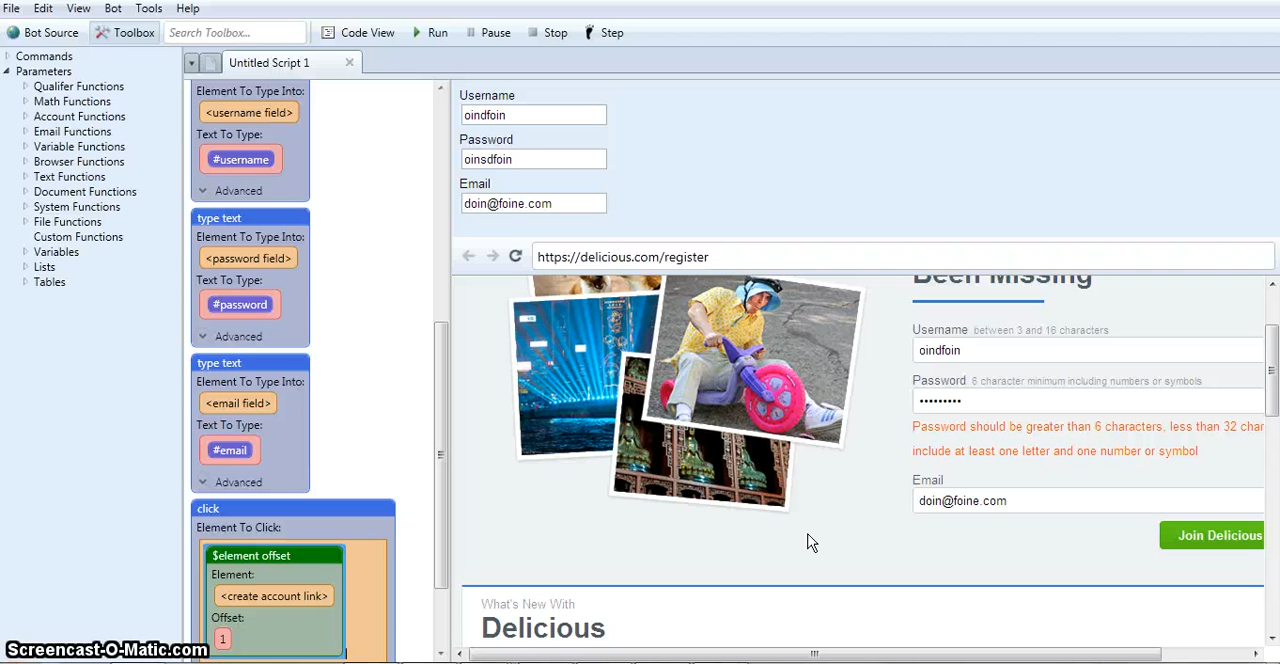 File Edit View Bot Tools Help
Bot Source Toolbox Search Toolbox... Code View Run Pause Stop Step
Commands
Parameters
Qualifer Functions
Math Functions
Account Functions
Email Functions
Variable Functions
Browser Functions
Text Functions
Document Functions
System Functions
File Functions
Custom Functions
Variables
Lists
Tables
Untitled Script 1
Element To Type Into:
<username field>
Text To Type:
#username
Advanced
type text
Element To Type Into:
<password field>
Text To Type:
#password
Advanced
type text
Element To Type Into:
<email field>
Text To Type:
#email
Advanced
click
Element To Click:
$element offset
Element:
<create account link>
Offset:
1
Username
oindfoin
Password
oinsdfoin
Email
doin@foine.com
https://delicious.com/register
Been Missing
Username between 3 and 16 characters
oindfoin
Password 6 character minimum including numbers or symbols
•••••••••
Password should be greater than 6 characters, less than 32 char
include at least one letter and one number or symbol
Email
doin@foine.com
Join Delicious
What's New With
Delicious
Screencast-O-Matic.com